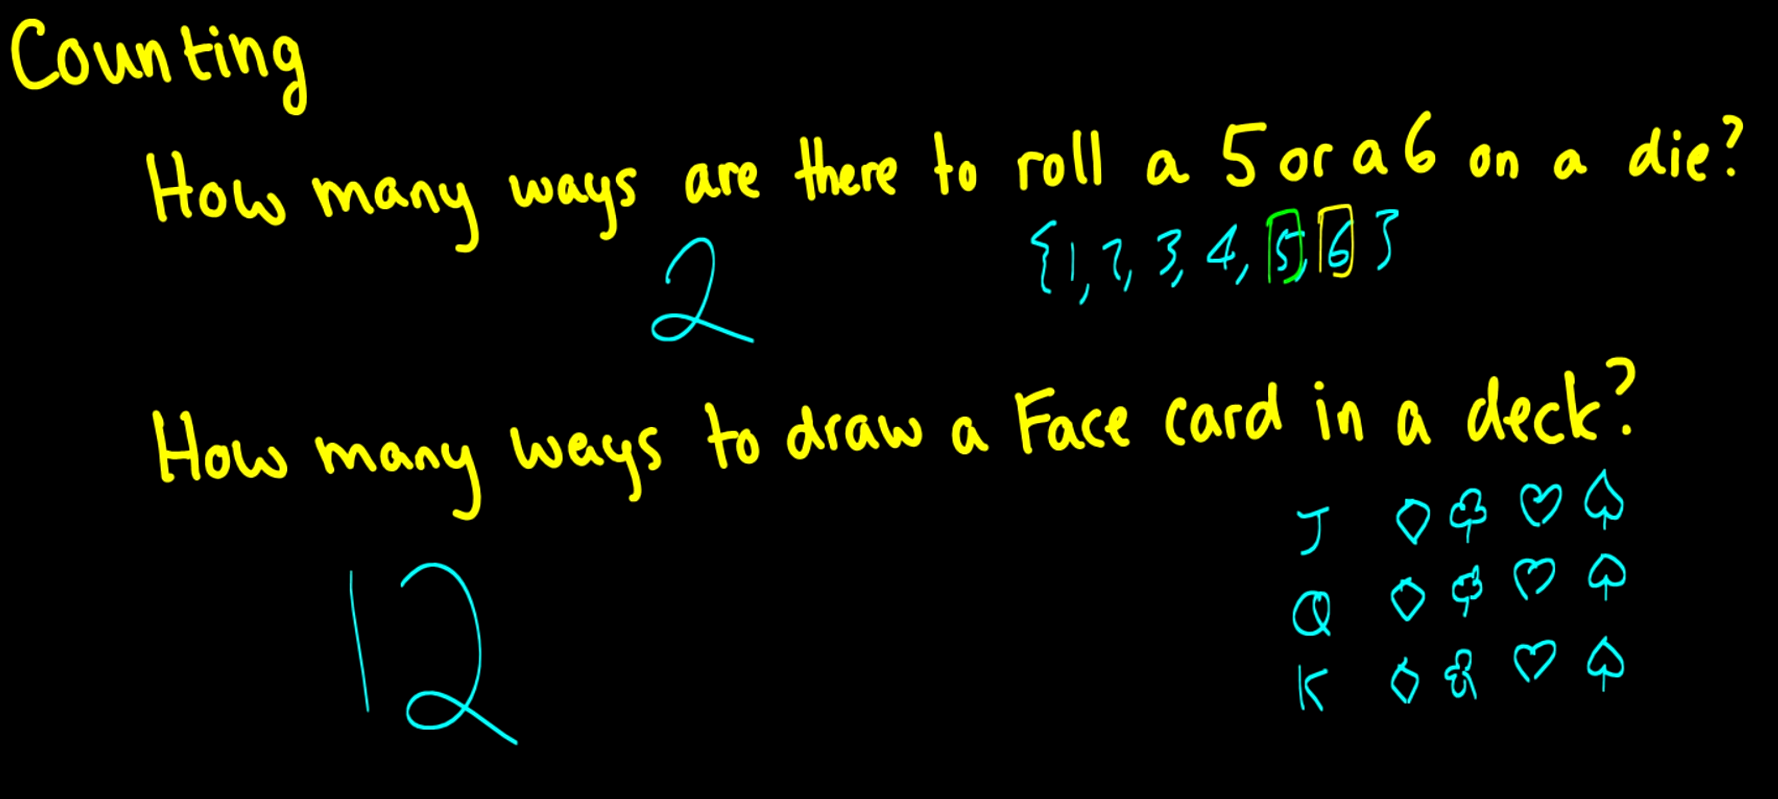 Counting
How many ways are there to roll a 5 or a 6 on a die?
2
{1, 2, 3, 4, 5, 6}
How many ways to draw a Face card in a deck?
12
J ♢ ♧ ♡ ♤
Q ♢ ♧ ♡ ♤
K ♢ ♧ ♡ ♤